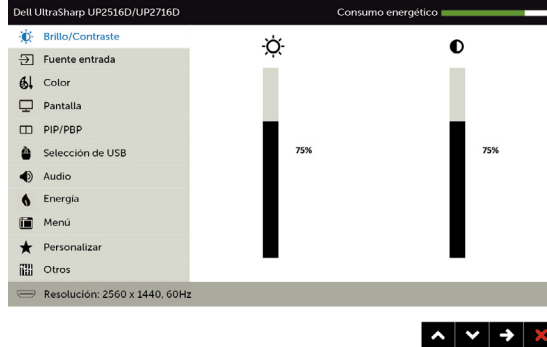 Dell UltraSharp UP2516D/UP2716D
Consumo energético
Brillo/Contraste
Fuente entrada
Color
Pantalla
PIP/PBP
Selección de USB
Audio
Energía
Menú
Personalizar
Otros
75%
75%
Resolución: 2560 x 1440, 60Hz